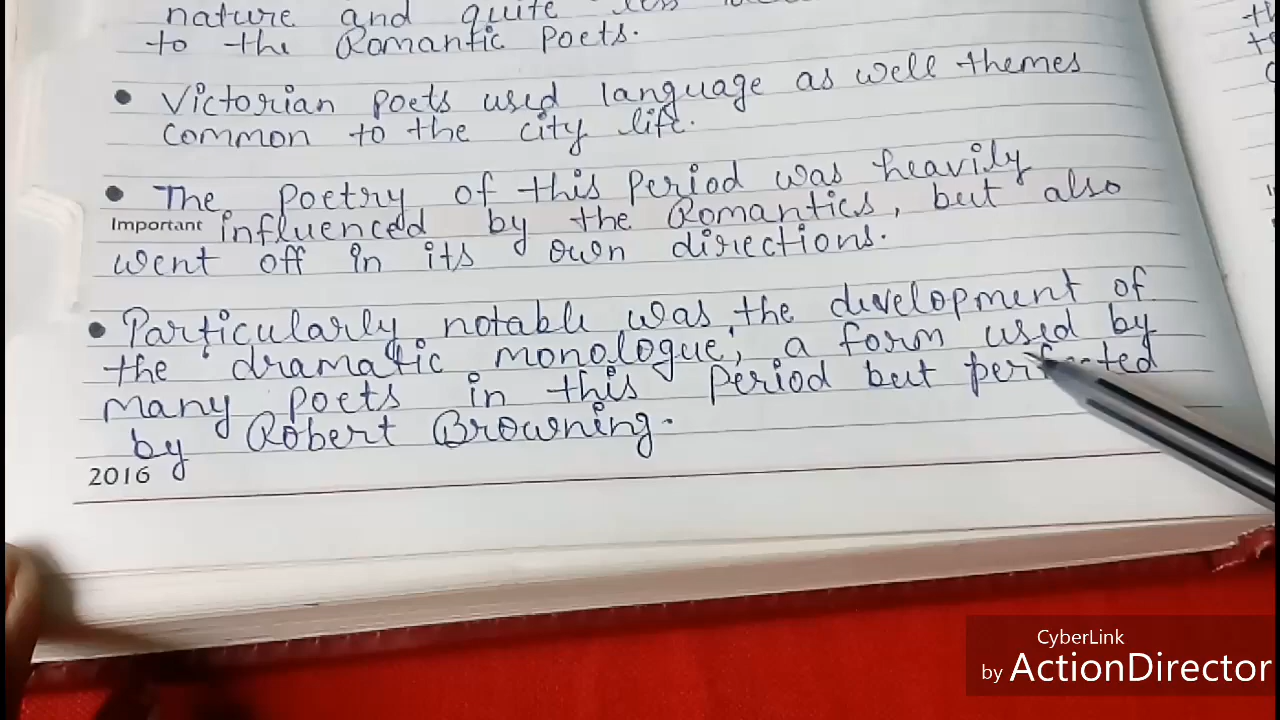 nature and quite less
to the Romantic Poets.
• Victorian poets used language as well themes
common to the city life.
• The Poetry of this Period was heavily
Important influenced by the Romantics, but also
went off in its own directions.
• Particularly notable was the development of
the 'dramatic monologue', a form used by
many poets in this Period but perfected
by Robert Browning.
2016
th
CyberLink
by ActionDirector